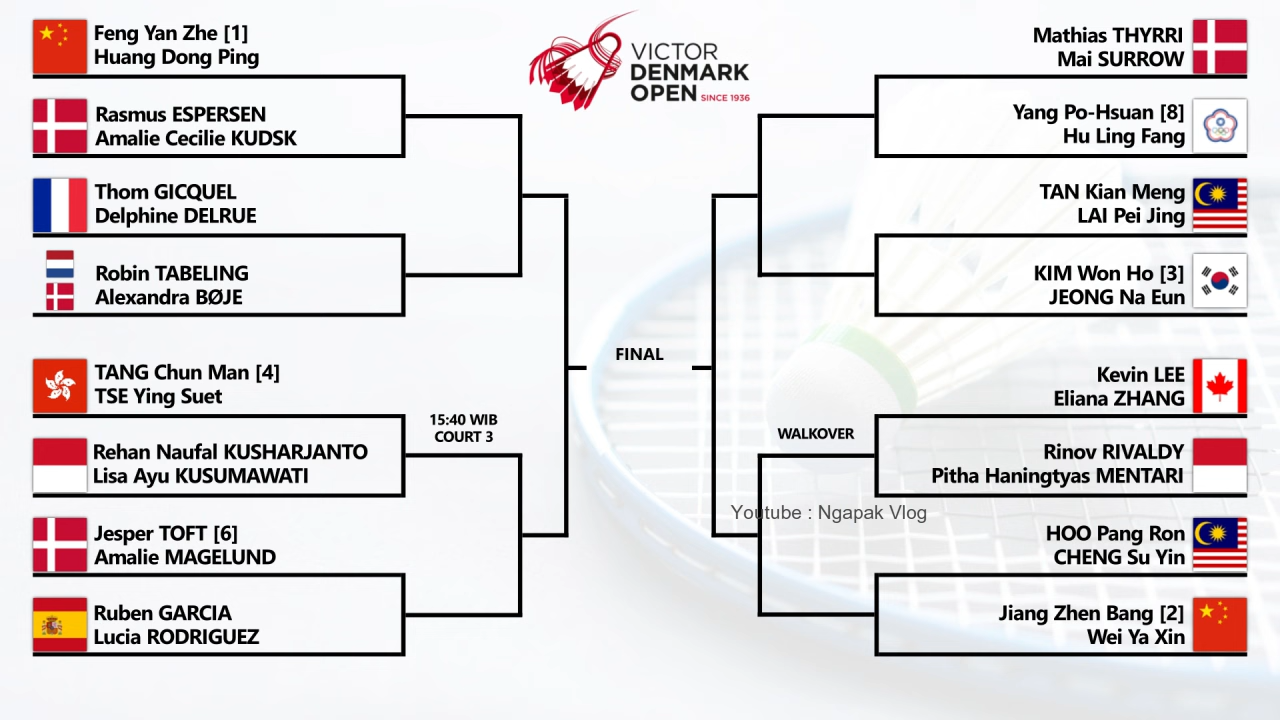 Feng Yan Zhe [1]
Huang Dong Ping
Rasmus ESPERSEN
Amalie Cecilie KUDSK
Thom GICQUEL
Delphine DELRUE
Robin TABELING
Alexandra BØJE
TANG Chun Man [4]
TSE Ying Suet
Rehan Naufal KUSHARJANTO
Lisa Ayu KUSUMAWATI
Jesper TOFT [6]
Amalie MAGELUND
Ruben GARCIA
Lucia RODRIGUEZ
15:40 WIB
COURT 3
VICTOR
DENMARK
OPEN SINCE 1936
FINAL
WALKOVER
Youtube : Ngapak Vlog
Mathias THYRRI
Mai SURROW
Yang Po-Hsuan [8]
Hu Ling Fang
TAN Kian Meng
LAI Pei Jing
KIM Won Ho [3]
JEONG Na Eun
Kevin LEE
Eliana ZHANG
Rinov RIVALDY
Pitha Haningtyas MENTARI
HOO Pang Ron
CHENG Su Yin
Jiang Zhen Bang [2]
Wei Ya Xin